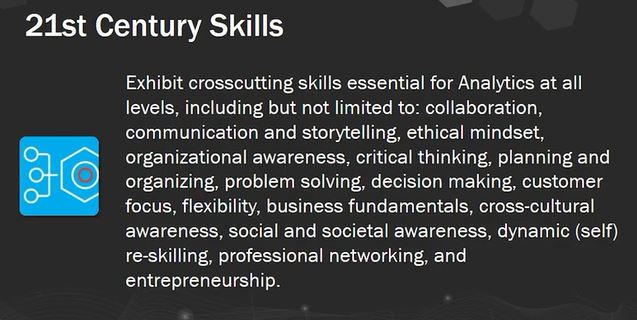 21st Century Skills
Exhibit crosscutting skills essential for Analytics at all
levels, including but not limited to: collaboration,
communication and storytelling, ethical mindset,
organizational awareness, critical thinking, planning and
organizing, problem solving, decision making, customer
focus, flexibility, business fundamentals, cross-cultural
awareness, social and societal awareness, dynamic (self)
re-skilling, professional networking, and
entrepreneurship.